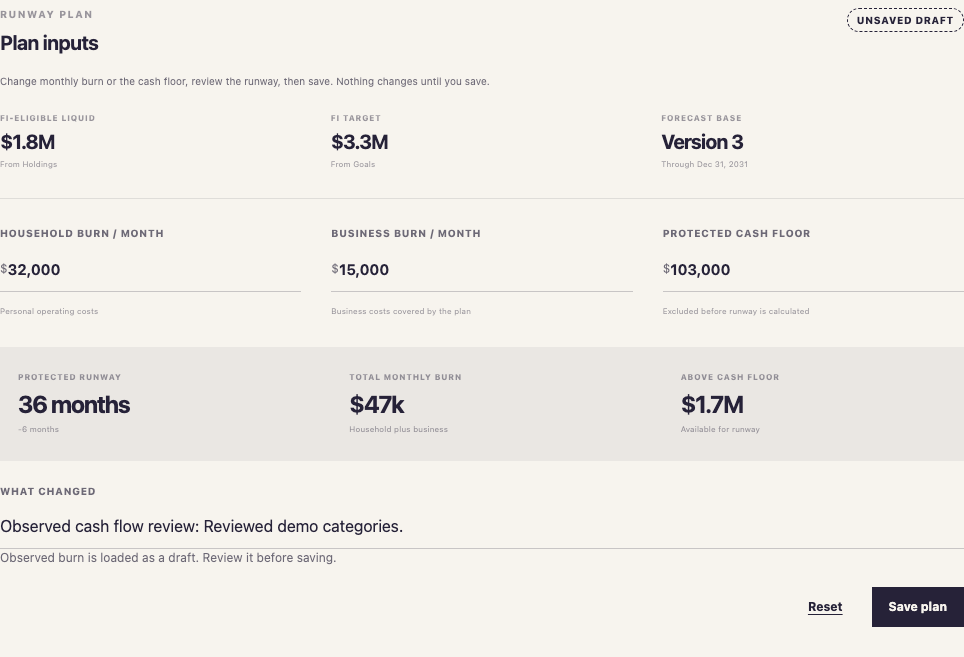 RUNWAY PLAN
UNSAVED DRAFT
Plan inputs
Change monthly burn or the cash floor, review the runway, then save. Nothing changes until you save.
FI-ELIGIBLE LIQUID
$1.8M
From Holdings
FI TARGET
$3.3M
From Goals
FORECAST BASE
Version 3
Through Dec 31, 2031
HOUSEHOLD BURN / MONTH
$32,000
Personal operating costs
BUSINESS BURN / MONTH
$15,000
Business costs covered by the plan
PROTECTED CASH FLOOR
$103,000
Excluded before runway is calculated
PROTECTED RUNWAY
36 months
-6 months
TOTAL MONTHLY BURN
$47k
Household plus business
ABOVE CASH FLOOR
$1.7M
Available for runway
WHAT CHANGED
Observed cash flow review: Reviewed demo categories.
Observed burn is loaded as a draft. Review it before saving.
Reset
Save plan